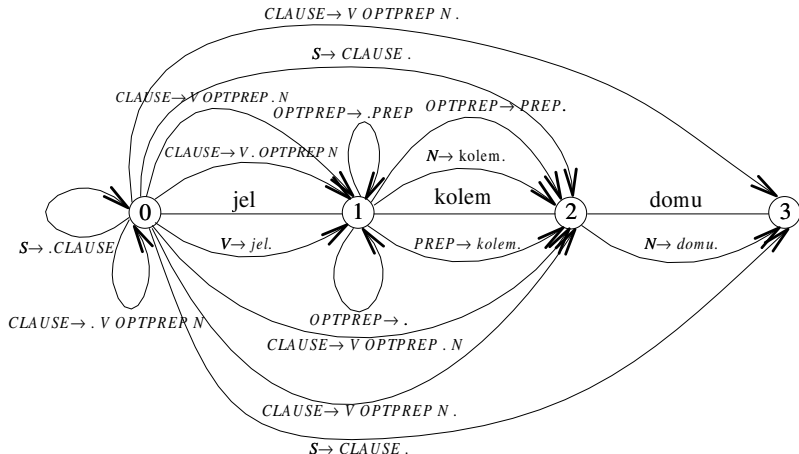 CLAUSE→ V OPTPREP N .
S→ CLAUSE .
CLAUSE→ V OPTPREP . N
OPTPREP→ .PREP
OPTPREP→ PREP.
CLAUSE→ V . OPTPREP N
N→ kolem.
jel
kolem
domu
0
1
2
3
S→ .CLAUSE
V→ jel.
PREP→ kolem.
N→ domu.
CLAUSE→ . V OPTPREP N
OPTPREP→ .
CLAUSE→ V OPTPREP . N
CLAUSE→ V OPTPREP N .
S→ CLAUSE .